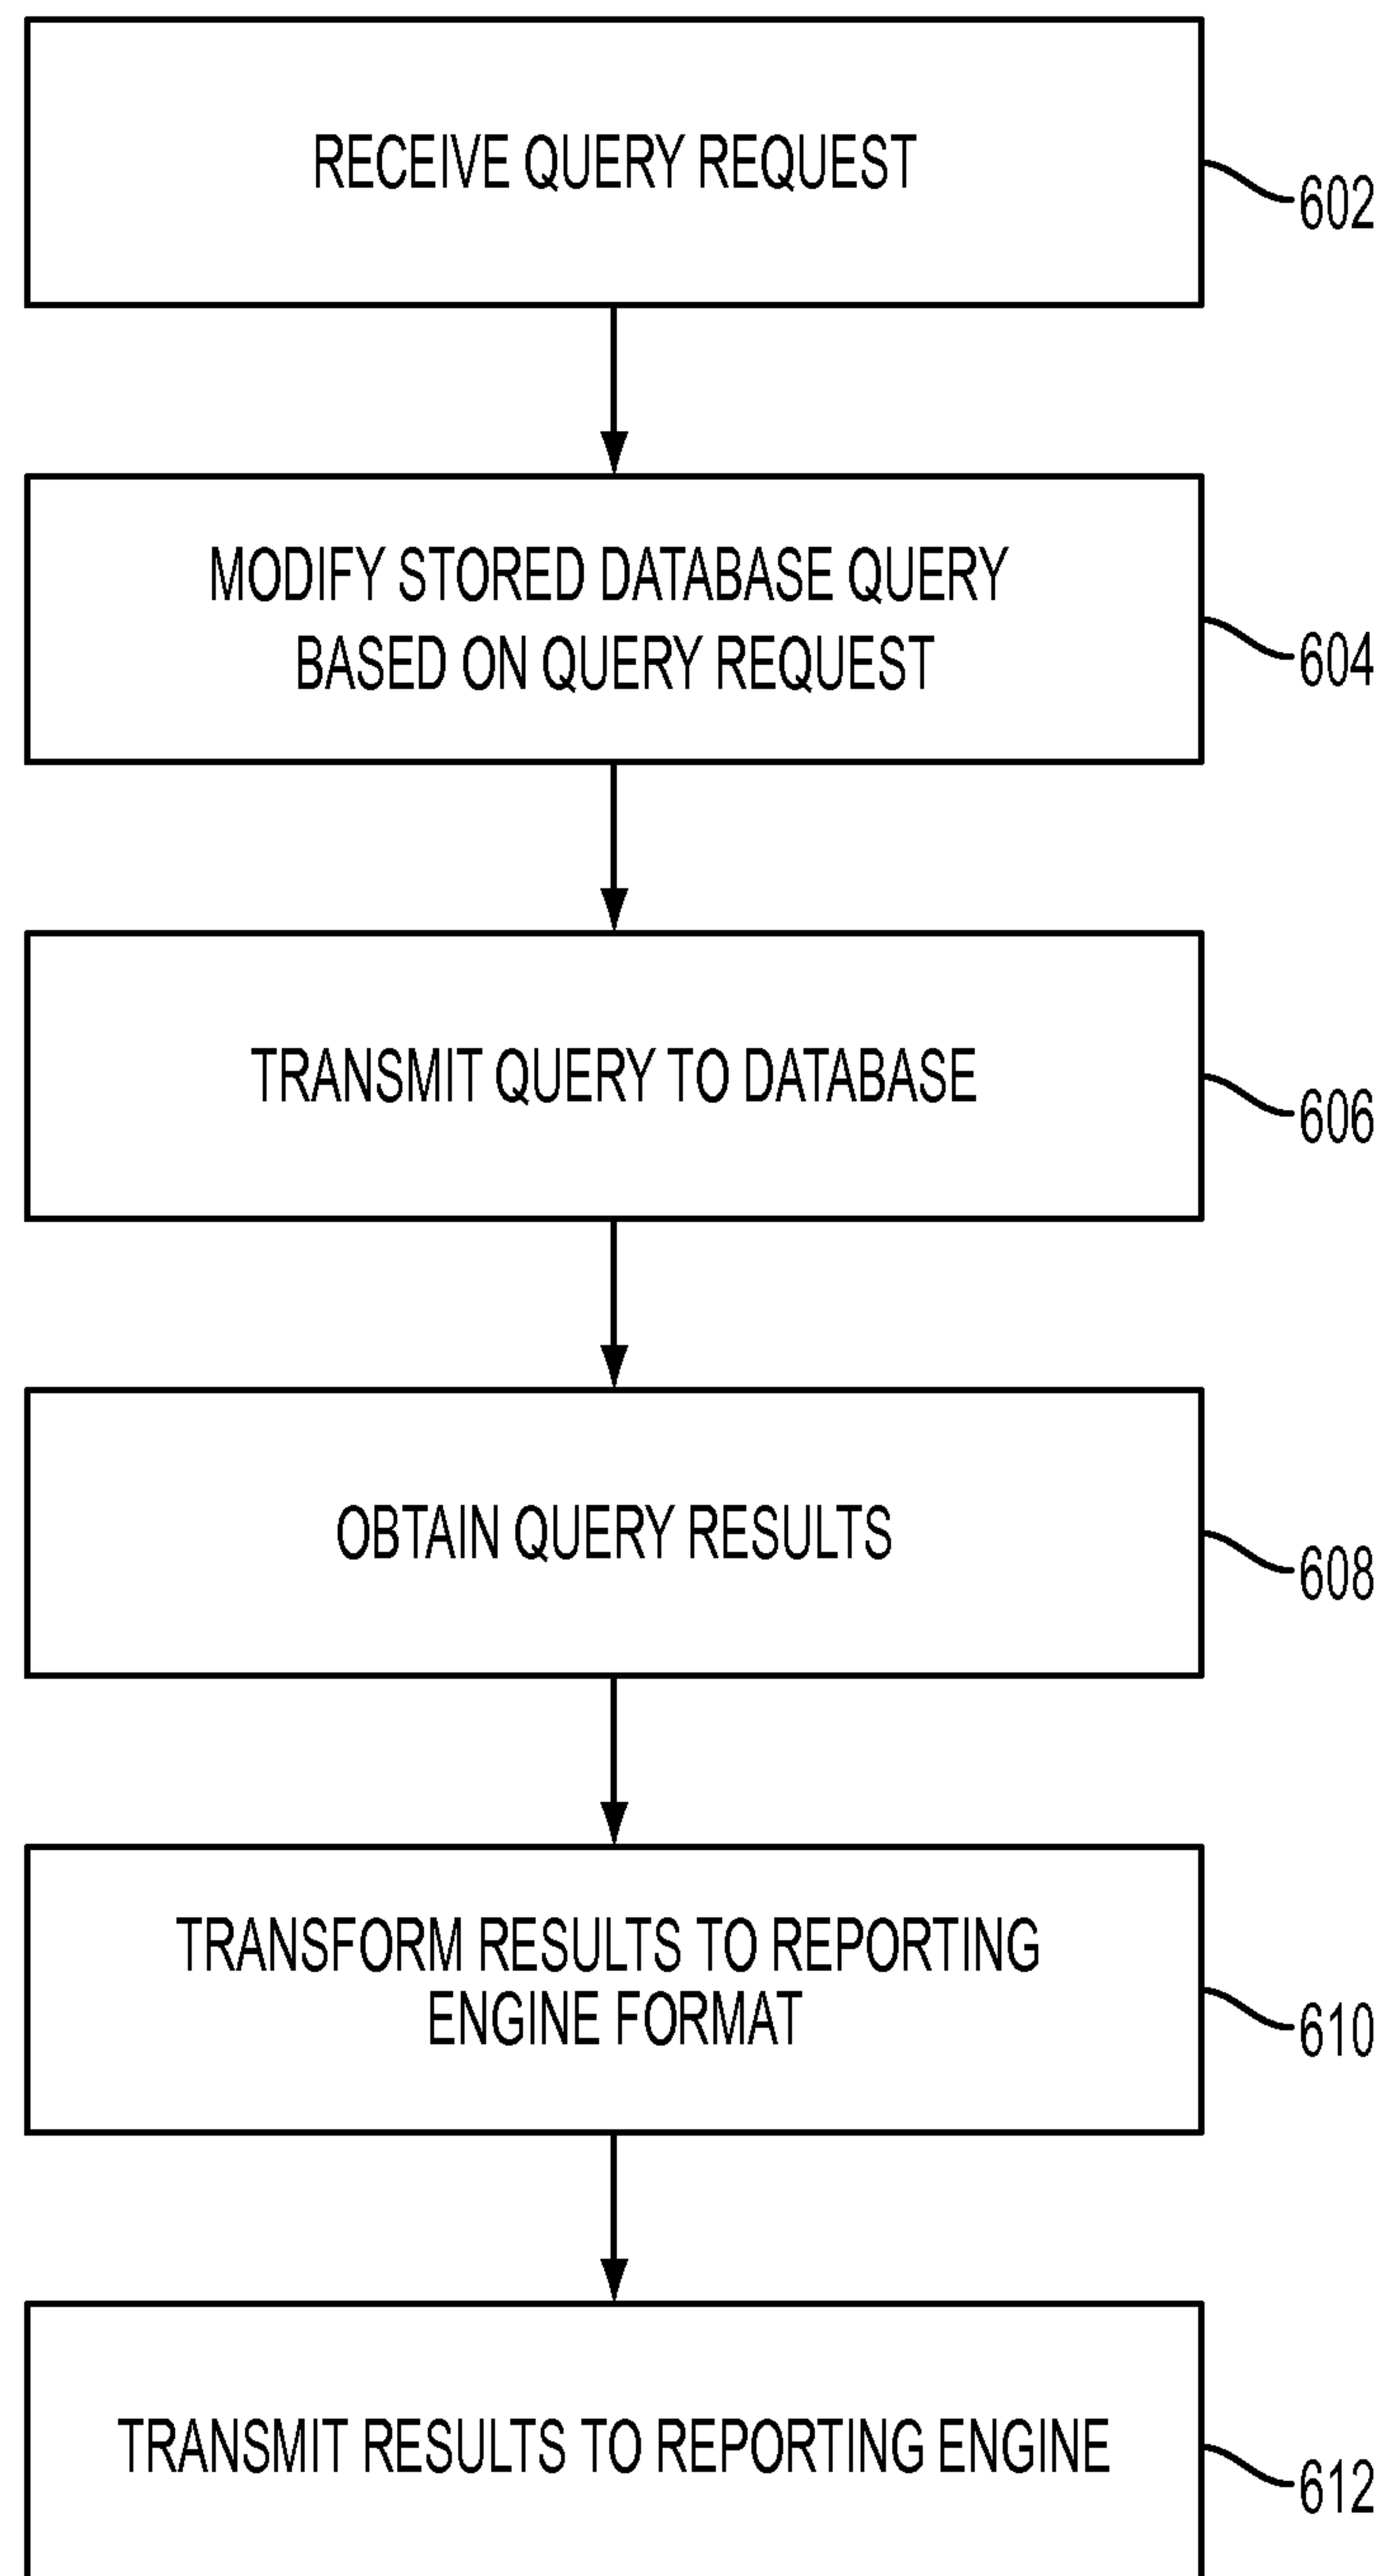 RECEIVE QUERY REQUEST
602
MODIFY STORED DATABASE QUERY
BASED ON QUERY REQUEST
604
TRANSMIT QUERY TO DATABASE
606
OBTAIN QUERY RESULTS
608
TRANSFORM RESULTS TO REPORTING
ENGINE FORMAT
610
TRANSMIT RESULTS TO REPORTING ENGINE
612